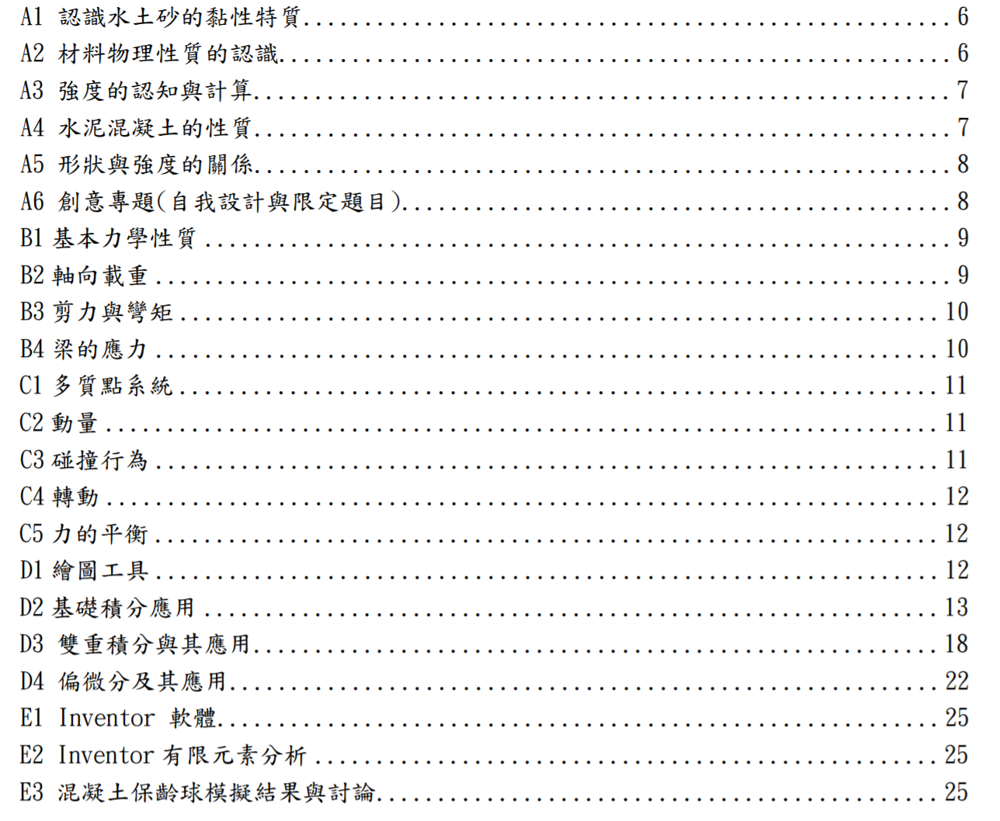 A1 認識水土砂的黏性特質........................................................ 6
A2 材料物理性質的認識........................................................ 6
A3 強度的認知與計算........................................................ 7
A4 水泥混凝土的性質........................................................ 7
A5 形狀與強度的關係........................................................ 8
A6 創意專題(自我設計與限定題目)............................................. 8
B1 基本力學性質 ............................................................ 9
B2 軸向載重 ................................................................ 9
B3 剪力與彎矩 .............................................................. 10
B4 梁的應力 ................................................................ 10
C1 多質點系統 .............................................................. 11
C2 動量 .................................................................... 11
C3 碰撞行為 ................................................................ 11
C4 轉動 .................................................................... 12
C5 力的平衡 ................................................................ 12
D1 繪圖工具 ................................................................ 12
D2 基礎積分應用 ............................................................ 13
D3 雙重積分與其應用........................................................ 18
D4 偏微分及其應用.......................................................... 22
E1 Inventor 軟體........................................................... 25
E2 Inventor 有限元素分析 ................................................... 25
E3 混凝土保齡球模擬結果與討論.............................................. 25